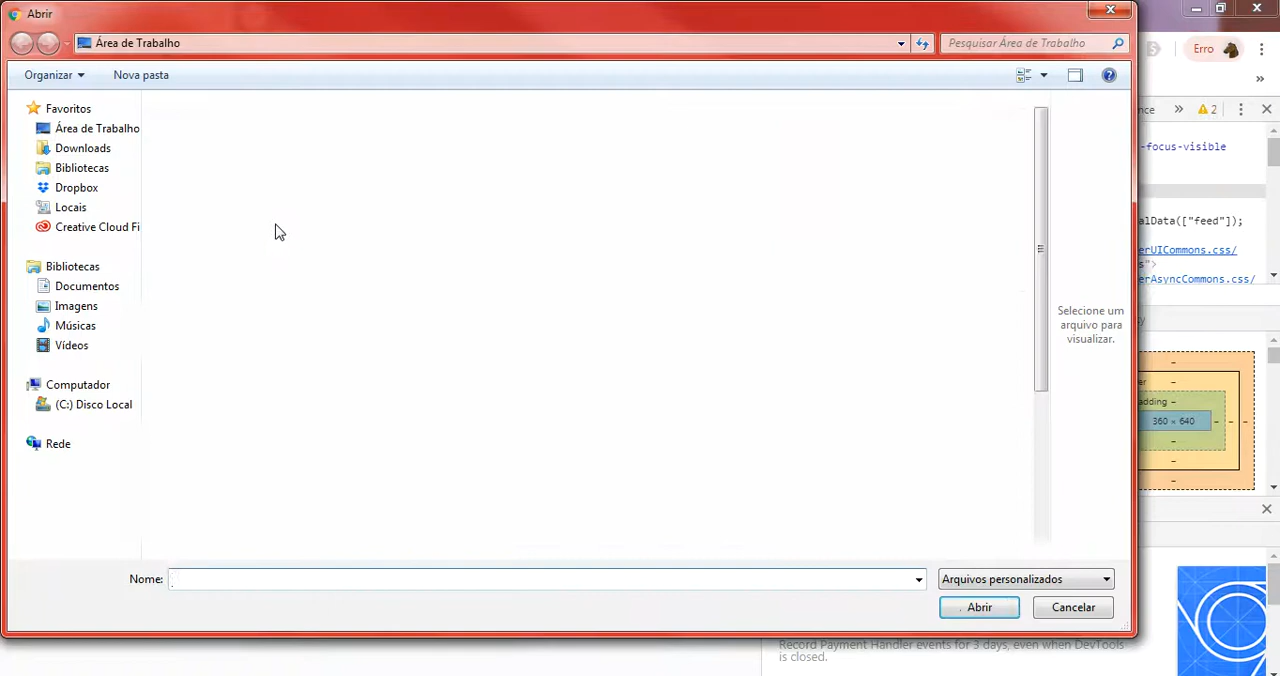 Abrir
Área de Trabalho
Pesquisar Área de Trabalho
Erro
Organizar
Nova pasta
Favoritos
Área de Trabalho
Downloads
Bibliotecas
Dropbox
Locais
Creative Cloud Fi
Bibliotecas
Documentos
Imagens
Músicas
Vídeos
Computador
(C:) Disco Local
Rede
Selecione um
arquivo para
visualizar.
Nome:
Arquivos personalizados
Abrir
Cancelar
nce
» 2
-focus-visible
alData(["feed"]);
erUICommons.css/
s">
erAsyncCommons.css/
er
adding -
360 × 640
Record Payment Handler events for 3 days, even when DevTools
is closed.